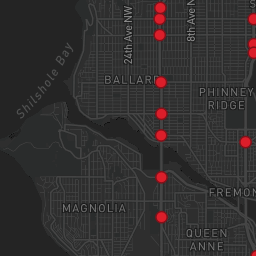 24th Ave NW
8th Ave N
Shilshole Bay
BALLARD
PHINNEY
RIDGE
FREMON
MAGNOLIA
QUEEN
ANNE